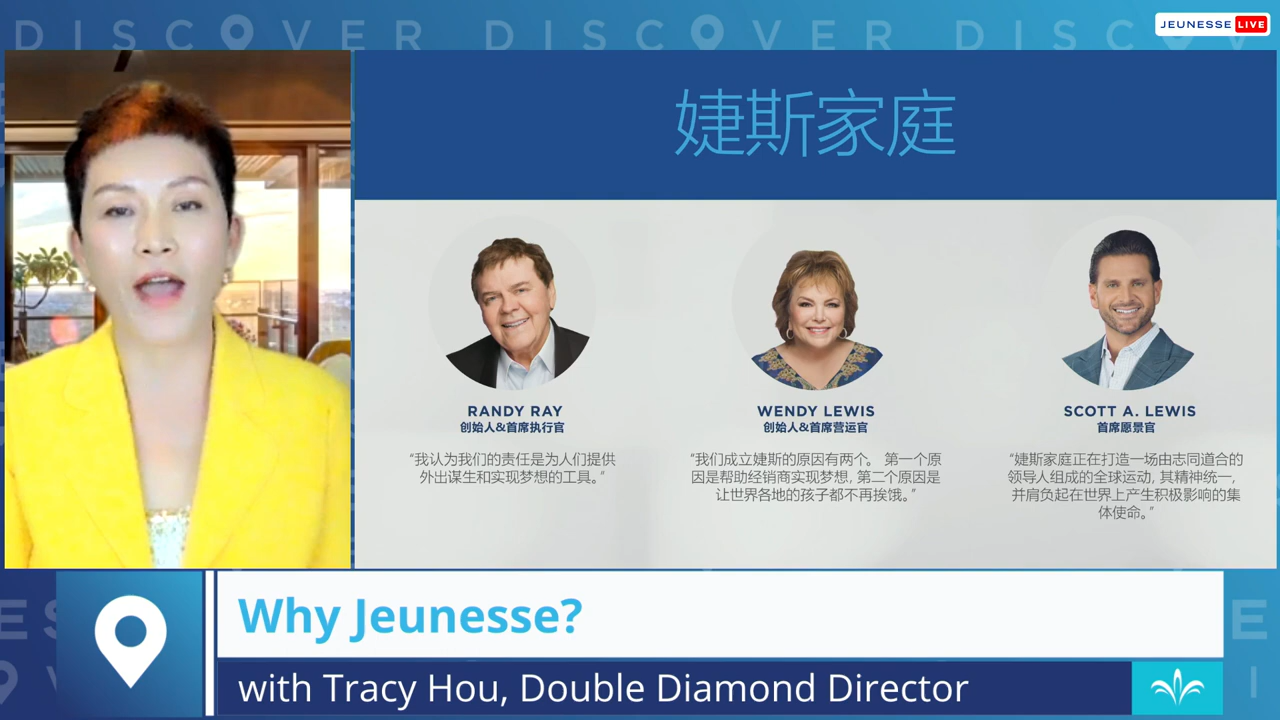 DISCOVER DISCOVER DISC VER
JEUNESSE LIVE
婕斯家庭
RANDY RAY
创始人&首席执行官
“我认为我们的责任是为人们提供
外出谋生和实现梦想的工具。”
WENDY LEWIS
创始人&首席营运官
“我们成立婕斯的原因有两个。 第一个原
因是帮助经销商实现梦想, 第二个原因是
让世界各地的孩子都不再挨饿。”
SCOTT A. LEWIS
首席愿景官
“婕斯家庭正在打造一场由志同道合的
领导人组成的全球运动, 其精神统一,
并肩负起在世界上产生积极影响的集
体使命。”
Why Jeunesse?
with Tracy Hou, Double Diamond Director